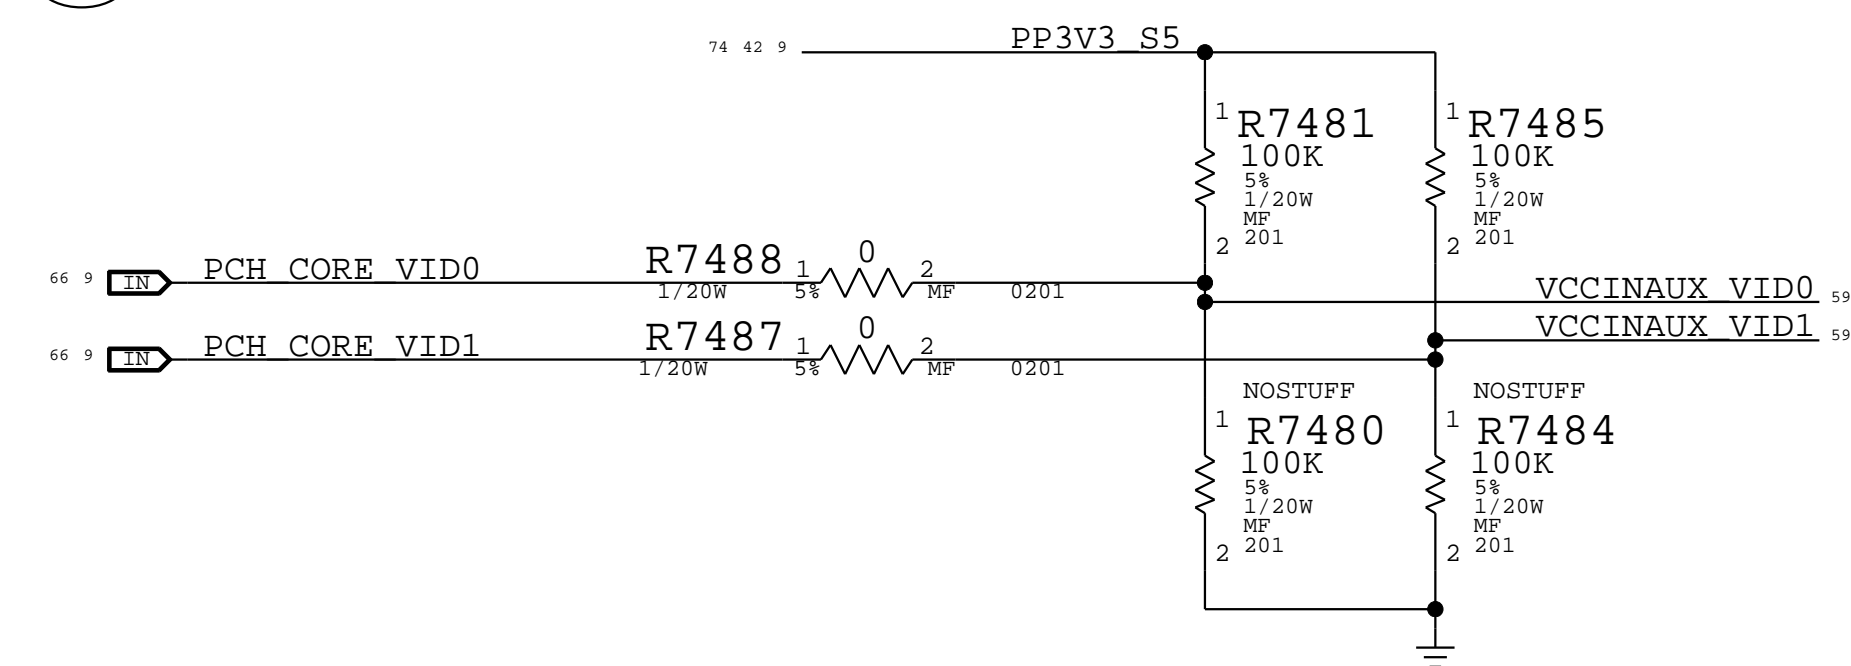 74 42 9 PP3V3_S5
1 R7481 1 R7485
100K 100K
5% 5%
1/20W 1/20W
MF MF
2 201 2 201
66 9 IN PCH_CORE_VID0 R7488 1 0 2
1/20W 5% MF 0201
VCCINAUX_VID0 59
VCCINAUX_VID1 59
66 9 IN PCH_CORE_VID1 R7487 1 0 2
1/20W 5% MF 0201
NOSTUFF NOSTUFF
1 R7480 1 R7484
100K 100K
5% 5%
1/20W 1/20W
MF MF
2 201 2 201